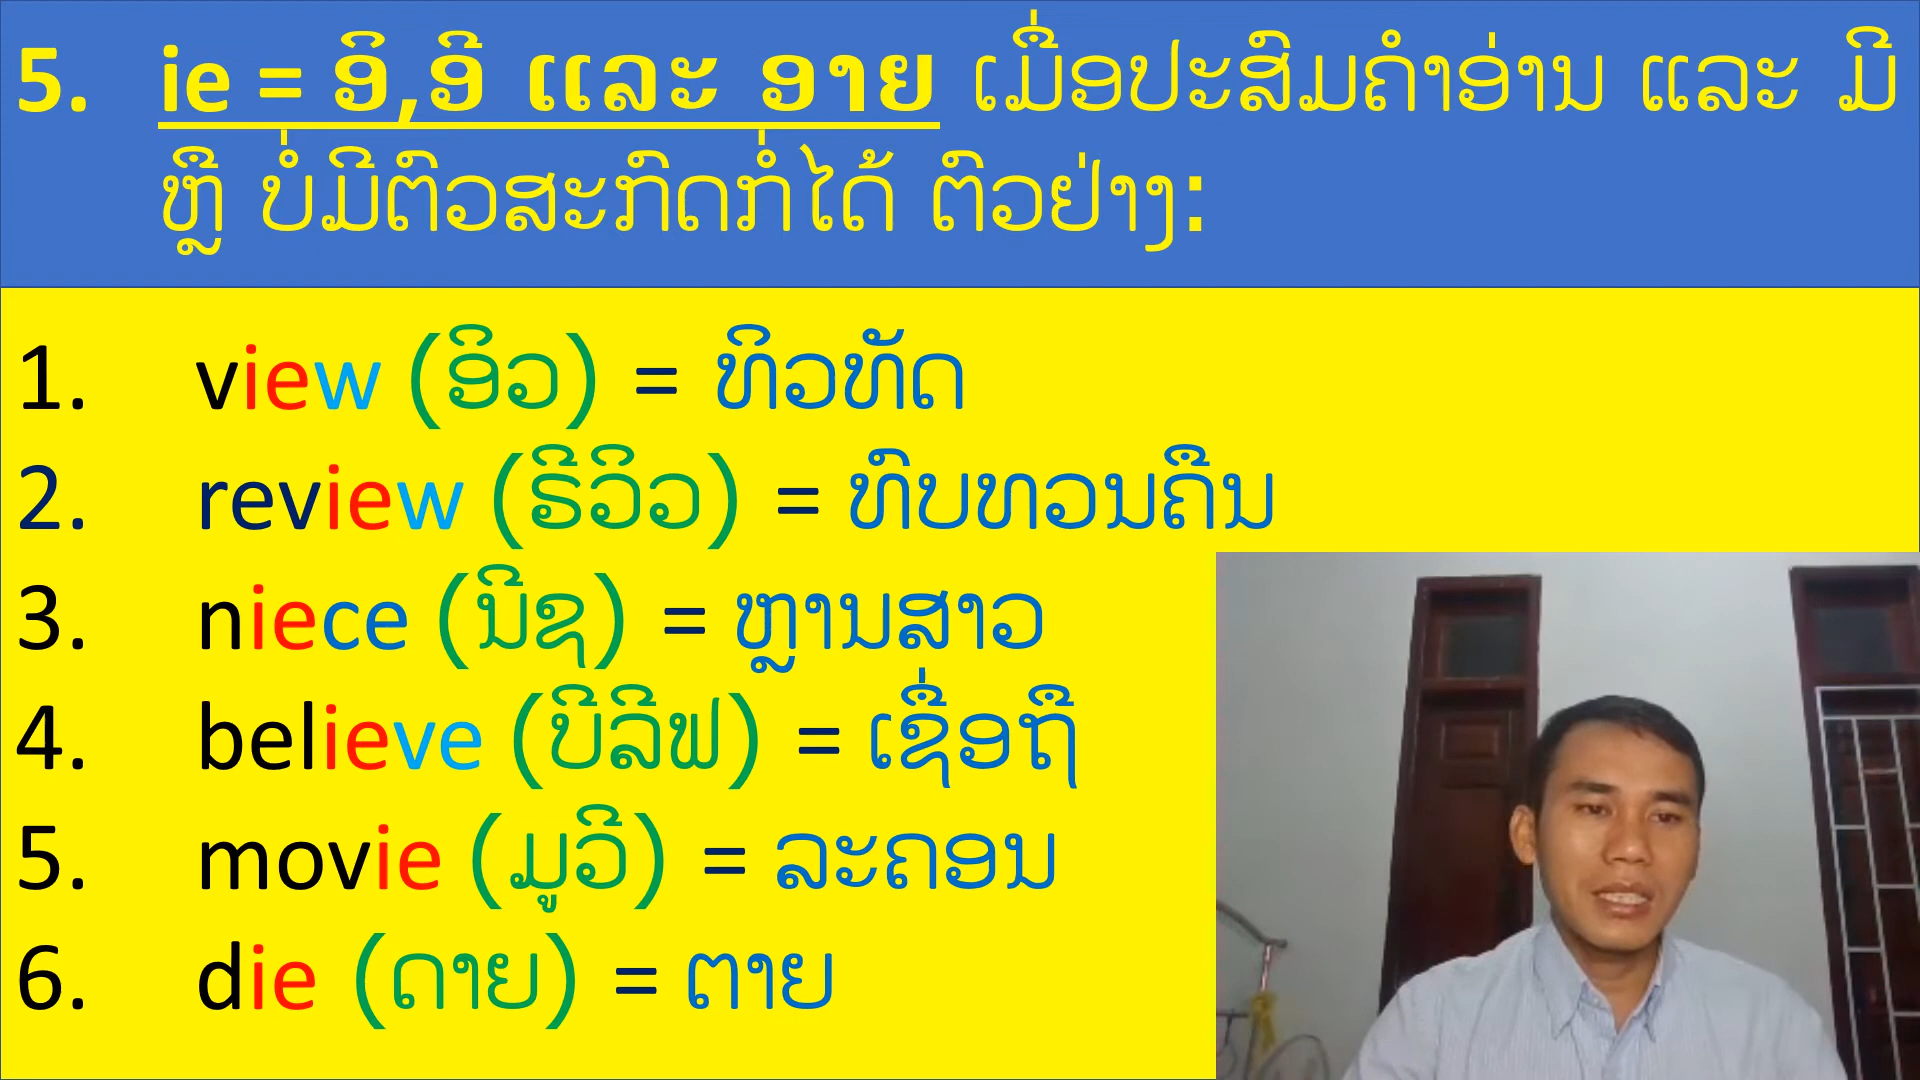 5. ie = ອິ,ອີ ແລະ ອາຍ ເມື່ອປະສົມຄຳອ່ານ ແລະ ມີ
ຫຼື ບໍ່ມີຕົວສະກົດກໍ່ໄດ້ ຕົວຢ່າງ:
1. view (ອິວ) = ທິວທັດ
2. review (ຣີວິວ) = ທົບທວນຄືນ
3. niece (ນີຊ) = ຫຼານສາວ
4. believe (ບີລີຟ) = ເຊື່ອຖື
5. movie (ມູວີ) = ລະຄອນ
6. die (ດາຍ) = ຕາຍ